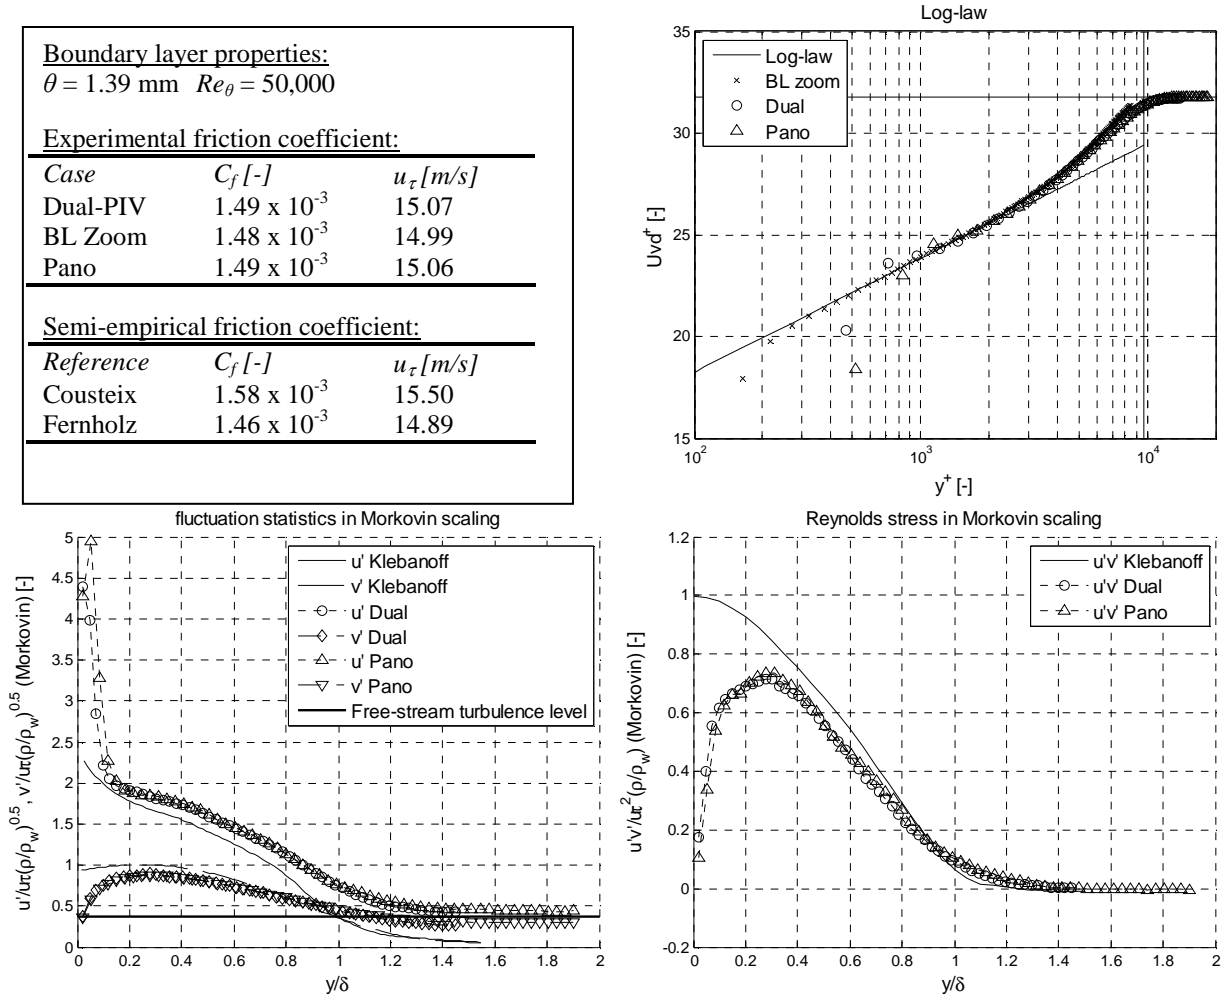 Boundary layer properties:
θ = 1.39 mm Reθ = 50,000
Experimental friction coefficient:
Case Cf [-] uτ [m/s]
Dual-PIV 1.49 x 10-3 15.07
BL Zoom 1.48 x 10-3 14.99
Pano 1.49 x 10-3 15.06
Semi-empirical friction coefficient:
Reference Cf [-] uτ [m/s]
Cousteix 1.58 x 10-3 15.50
Fernholz 1.46 x 10-3 14.89
Log-law
35
30
25
20
15
Uvd+ [-]
Log-law
BL zoom
Dual
Pano
102 103 104
y+ [-]
fluctuation statistics in Morkovin scaling
5
4.5
4
3.5
3
2.5
2
1.5
1
0.5
0
u'/uτ(ρ/ρw)0.5 , v'/uτ(ρ/ρw)0.5 (Morkovin) [-]
u' Klebanoff
v' Klebanoff
u' Dual
v' Dual
u' Pano
v' Pano
Free-stream turbulence level
0 0.2 0.4 0.6 0.8 1 1.2 1.4 1.6 1.8 2
y/δ
Reynolds stress in Morkovin scaling
1.2
1
0.8
0.6
0.4
0.2
0
-0.2
u'v'/uτ2(ρ/ρw) (Morkovin) [-]
u'v' Klebanoff
u'v' Dual
u'v' Pano
0 0.2 0.4 0.6 0.8 1 1.2 1.4 1.6 1.8 2
y/δ